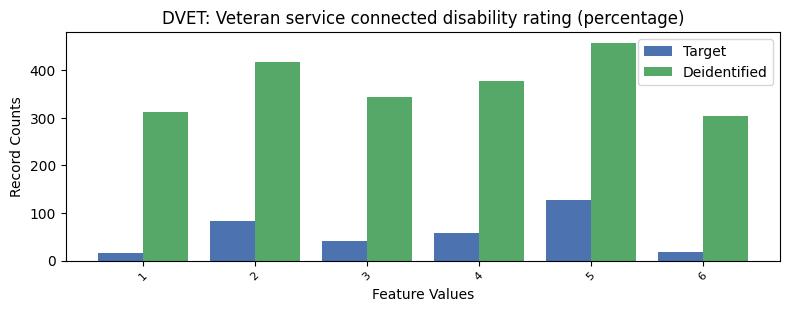 DVET: Veteran service connected disability rating (percentage)
Target
Deidentified
Record Counts
400
300
200
100
0
1 2 3 4 5 6
Feature Values